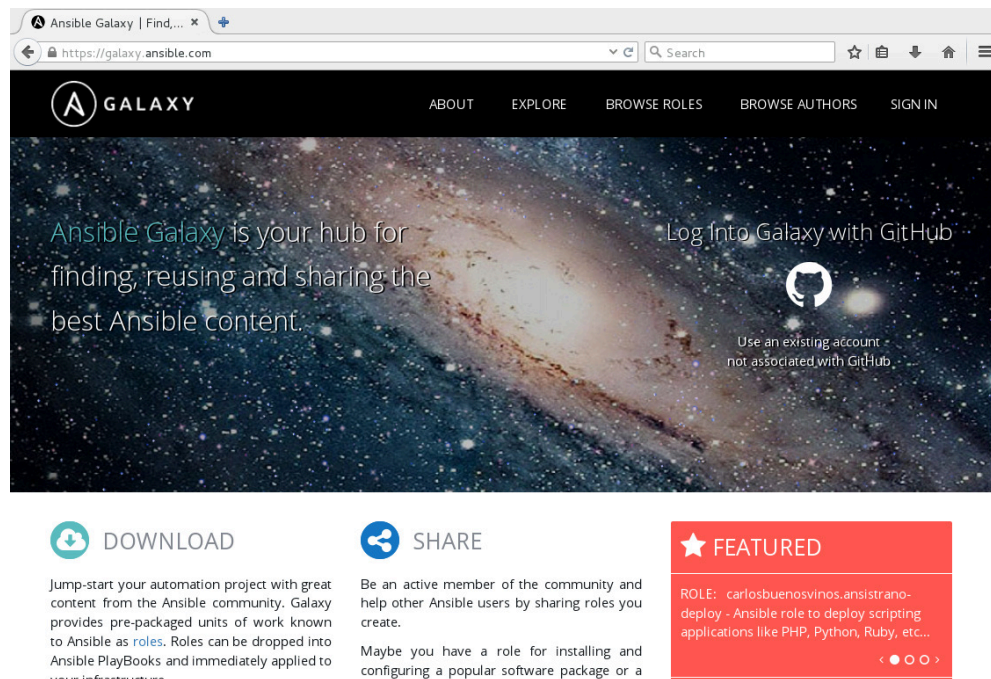 Ansible Galaxy | Find,...
https://galaxy.ansible.com
Search
GALAXY
ABOUT
EXPLORE
BROWSE ROLES
BROWSE AUTHORS
SIGN IN
Ansible Galaxy is your hub for
finding, reusing and sharing the
best Ansible content.
Log Into Galaxy with GitHub
Use an existing account
not associated with GitHub
DOWNLOAD
Jump-start your automation project with great
content from the Ansible community. Galaxy
provides pre-packaged units of work known
to Ansible as roles. Roles can be dropped into
Ansible PlayBooks and immediately applied to
your infrastructure.
SHARE
Be an active member of the community and
help other Ansible users by sharing roles you
create.
Maybe you have a role for installing and
configuring a popular software package or a
FEATURED
ROLE: carlosbuenosvinos.ansistrano-
deploy - Ansible role to deploy scripting
applications like PHP, Python, Ruby, etc...